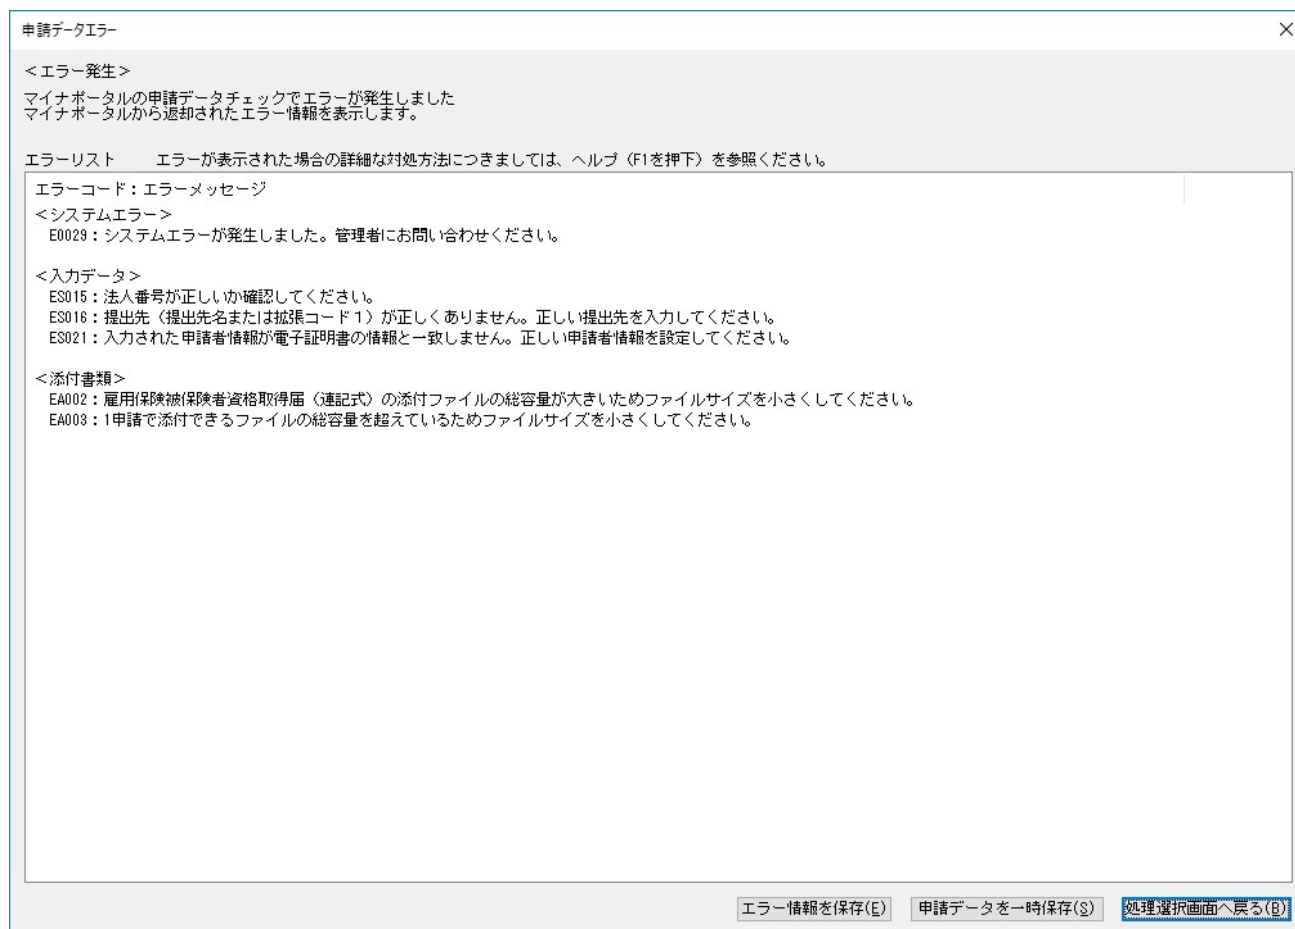 申請データエラー
＜エラー発生＞
マイナポータルの申請データチェックでエラーが発生しました
マイナポータルから返却されたエラー情報を表示します。
エラーリスト　　エラーが表示された場合の詳細な対処方法につきましては、ヘルプ（F1を押下）を参照ください。
エラーコード：エラーメッセージ
＜システムエラー＞
E0029：システムエラーが発生しました。管理者にお問い合わせください。
＜入力データ＞
ES015：法人番号が正しいか確認してください。
ES016：提出先（提出先名または拡張コード１）が正しくありません。正しい提出先を入力してください。
ES021：入力された申請者情報が電子証明書の情報と一致しません。正しい申請者情報を設定してください。
＜添付書類＞
EA002：雇用保険被保険者資格取得届（連記式）の添付ファイルの総容量が大きいためファイルサイズを小さくしてください。
EA003：1申請で添付できるファイルの総容量を超えているためファイルサイズを小さくしてください。
エラー情報を保存(E)　申請データを一時保存(S)　処理選択画面へ戻る(B)